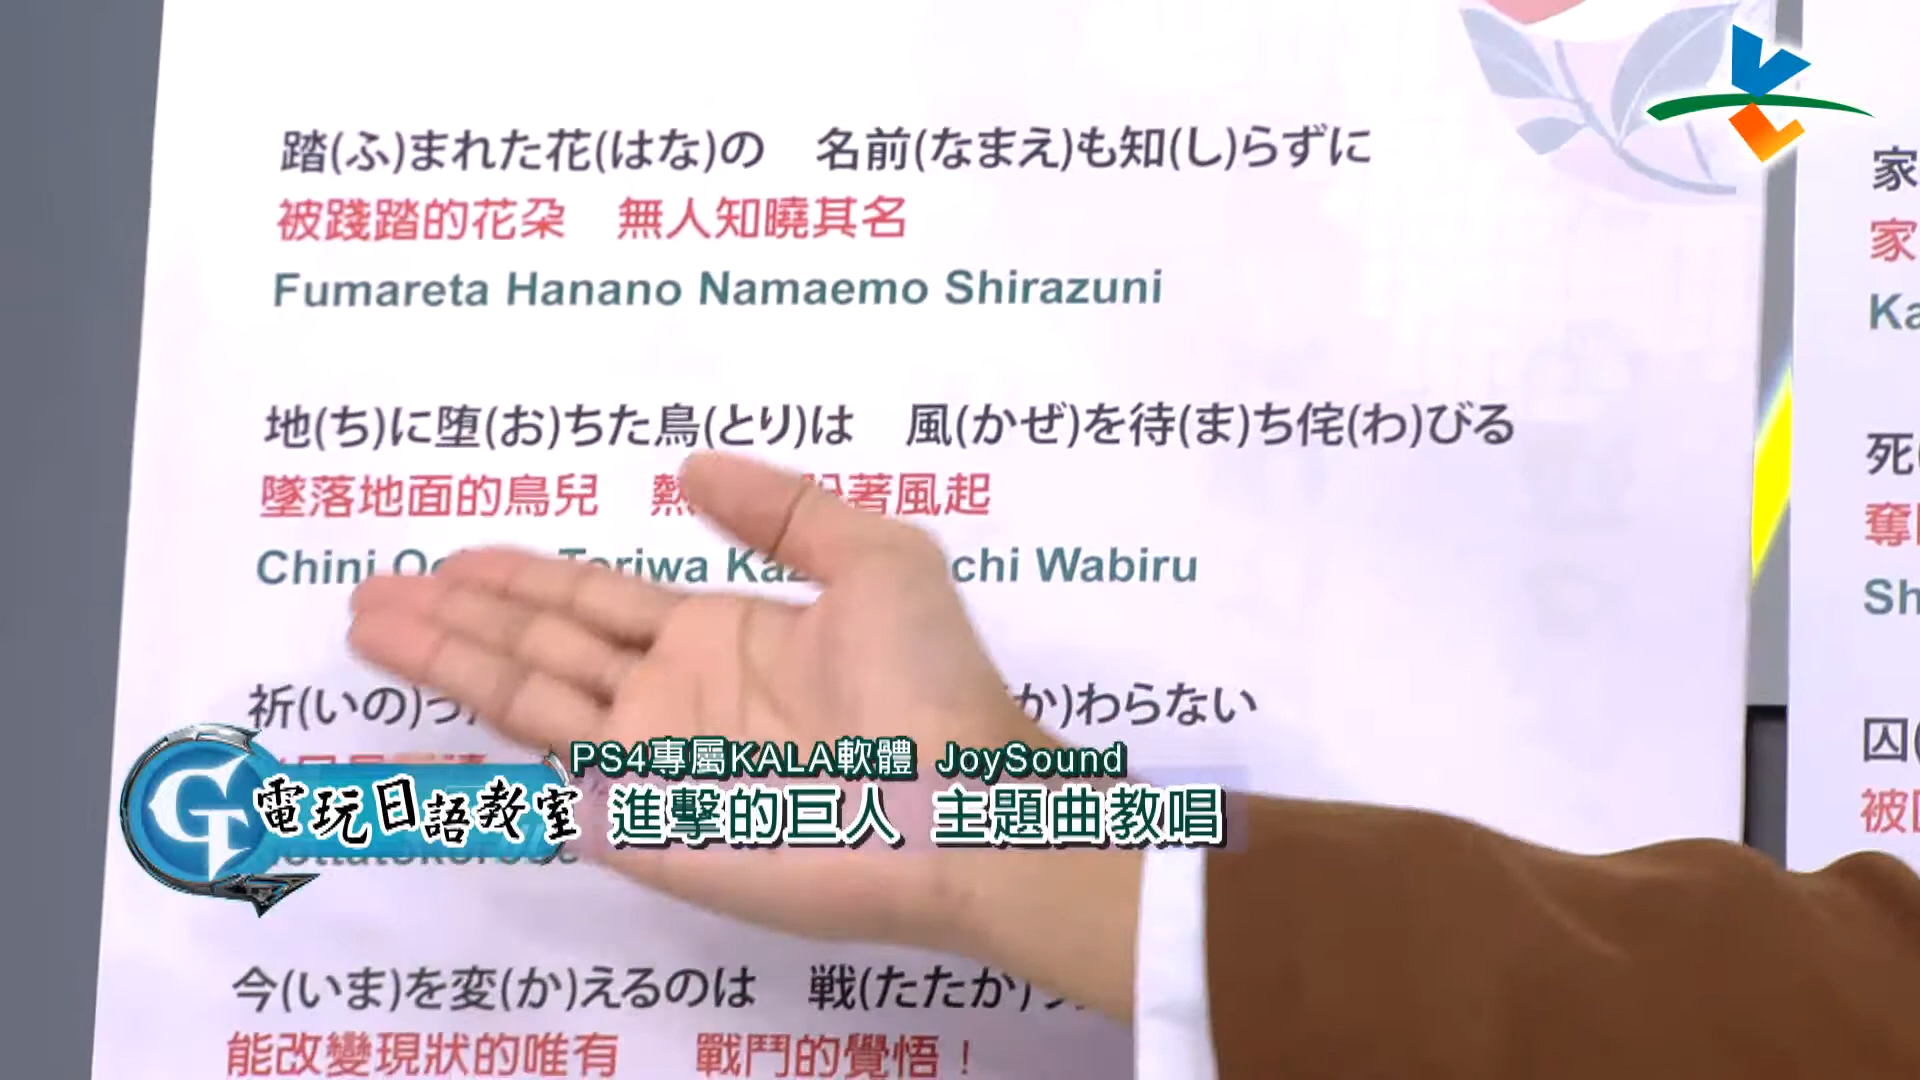 踏(ふ)まれた花(はな)の 名前(なまえ)も知(し)らずに
被踐踏的花朵 無人知曉其名
Fumareta Hanano Namaemo Shirazuni
地(ち)に堕(お)ちた鳥(とり)は 風(かぜ)を待(ま)ち侘(わ)びる
墜落地面的鳥兒 熱 著風起
Chini Toriwa Wabiru
祈(いの)っ か)わらない
PS4專屬KALA軟體 JoySound
電玩日語教室 進擊的巨人 主題曲教唱
今(いま)を変(か)えるのは 戦(たたか)
能改變現狀的唯有 戰鬥的覺悟！
家
家
Ka
死(
奪
Sh
囚(
被